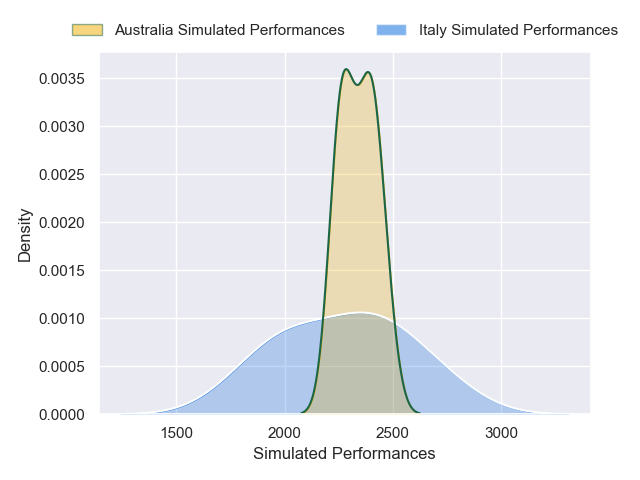 Australia Simulated Performances Italy Simulated Performances
0.0035
0.0030
0.0025
0.0020
0.0015
0.0010
0.0005
0.0000
Density
1500 2000 2500 3000
Simulated Performances